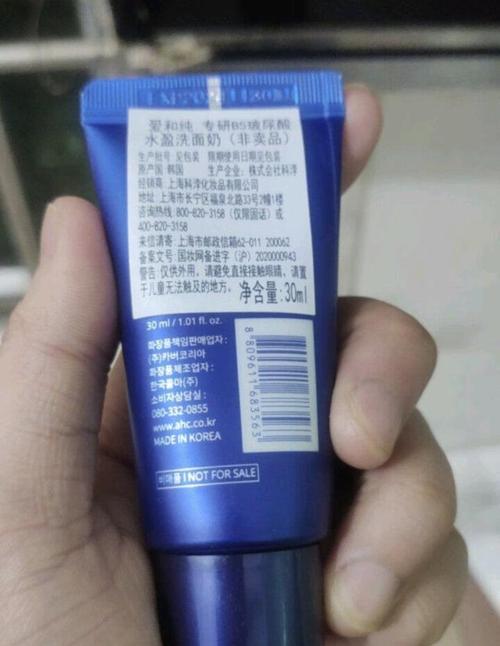 爱和纯 专研B5玻尿酸
水盈洗面奶（非卖品）
生产批号:见包装 限期使用日期见包装
原产国:韩国 生产企业：株式会社科淳
经销商:上海科淳化妆品有限公司
地址:上海市长宁区福泉北路33号2幢1楼
咨询热线:800-820-3158（仅限固话）或
400-820-3158
来信请寄:上海市邮政信箱62-011 200062
备案文号:国妆网备进字（沪）2020000943
警告:仅供外用，请避免直接接触眼睛，请置
于儿童无法触及的地方。 净含量:30ml
30 ml / 1.01 fl. oz.
화장품책임판매업자 :
(주)카버코리아
화장품제조업자 :
한국콜마(주)
소비자상담실 :
080-332-0855
www.ahc.co.kr
MADE IN KOREA
8 809611 683563
비매품 I NOT FOR SALE